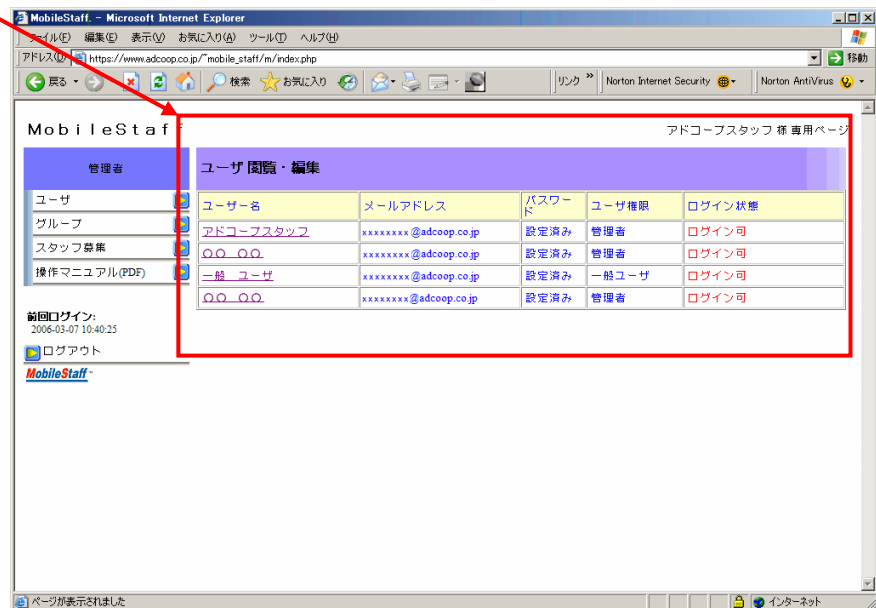 MobileStaff. - Microsoft Internet Explorer
ファイル(F) 編集(E) 表示(V) お気に入り(A) ツール(T) ヘルプ(H)
アドレス(D) https://www.adcoop.co.jp/~mobile_staff/m/index.php 移動
戻る 検索 お気に入り リンク » Norton Internet Security Norton AntiVirus
MobileStaff アドコープスタッフ 様 専用ページ
管理者
ユーザ
グループ
スタッフ募集
操作マニュアル(PDF)
前回ログイン:
2006-03-07 10:40:25
ログアウト
MobileStaff
ユーザ 閲覧・編集
ユーザー名 メールアドレス パスワード ユーザ権限 ログイン状態
アドコープスタッフ xxxxxxxx@adcoop.co.jp 設定済み 管理者 ログイン可
〇〇 〇〇 xxxxxxxx@adcoop.co.jp 設定済み 管理者 ログイン可
一般 ユーザ xxxxxxxx@adcoop.co.jp 設定済み 一般ユーザ ログイン可
〇〇 〇〇 xxxxxxxx@adcoop.co.jp 設定済み 管理者 ログイン可
ページが表示されました インターネット